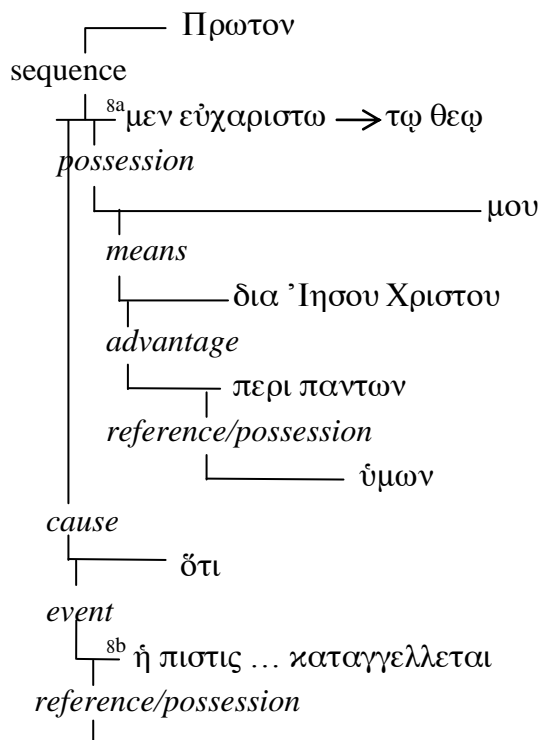 Πρωτον
sequence
8a μεν εὐχαριστω → τῳ θεῳ
possession
μου
means
δια ᾿Ιησου Χριστου
advantage
περι παντων
reference/possession
ὑμων
cause
ὅτι
event
8b ἡ πιστις … καταγγελλεται
reference/possession